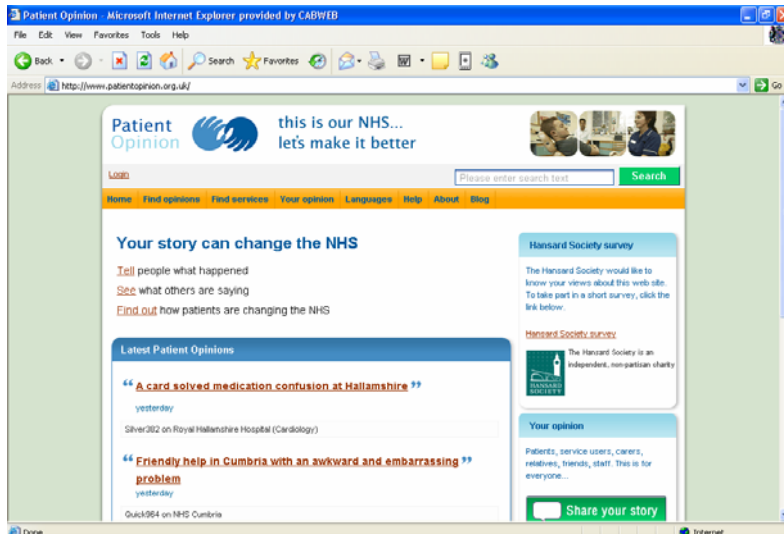 Patient Opinion - Microsoft Internet Explorer provided by CABWEB
File Edit View Favorites Tools Help
Back Search Favorites
Address http://www.patientopinion.org.uk/ Go
Patient
Opinion
this is our NHS...
let's make it better
Login
Please enter search text Search
Home Find opinions Find services Your opinion Languages Help About Blog
Your story can change the NHS
Tell people what happened
See what others are saying
Find out how patients are changing the NHS
Latest Patient Opinions
“ A card solved medication confusion at Hallamshire ”
yesterday
Silver382 on Royal Hallamshire Hospital (Cardiology)
“ Friendly help in Cumbria with an awkward and embarrassing ”
problem
yesterday
Quick964 on NHS Cumbria
Hansard Society survey
The Hansard Society would like to
know your views about this web site.
To take part in a short survey, click the
link below.
Hansard Society survey
The Hansard Society is an
independent, non-partisan charity
HANSARD
SOCIETY
Your opinion
Patients, service users, carers,
relatives, friends, staff. This is for
everyone...
Share your story
Done Internet